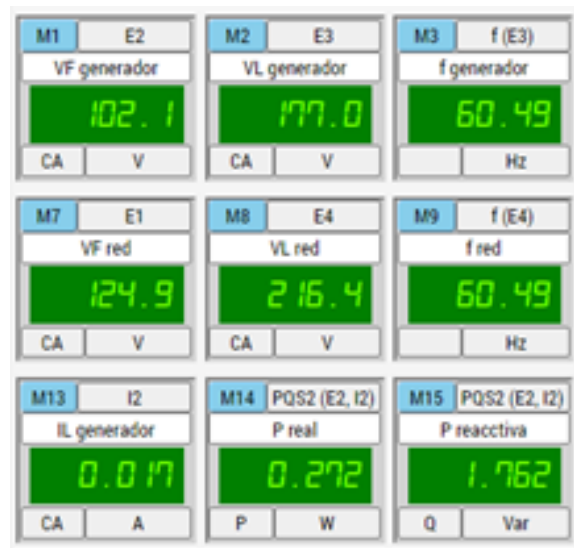 M1 E2 M2 E3 M3 f (E3)
VF generador VL generador f generador
102.1 177.0 60.49
CA V CA V Hz
M7 E1 M8 E4 M9 f (E4)
VF red VL red f red
124.9 216.4 60.49
CA V CA V Hz
M13 I2 M14 PQS2 (E2, I2) M15 PQS2 (E2, I2)
IL generador P real P reacctiva
0.017 0.272 1.762
CA A P W Q Var